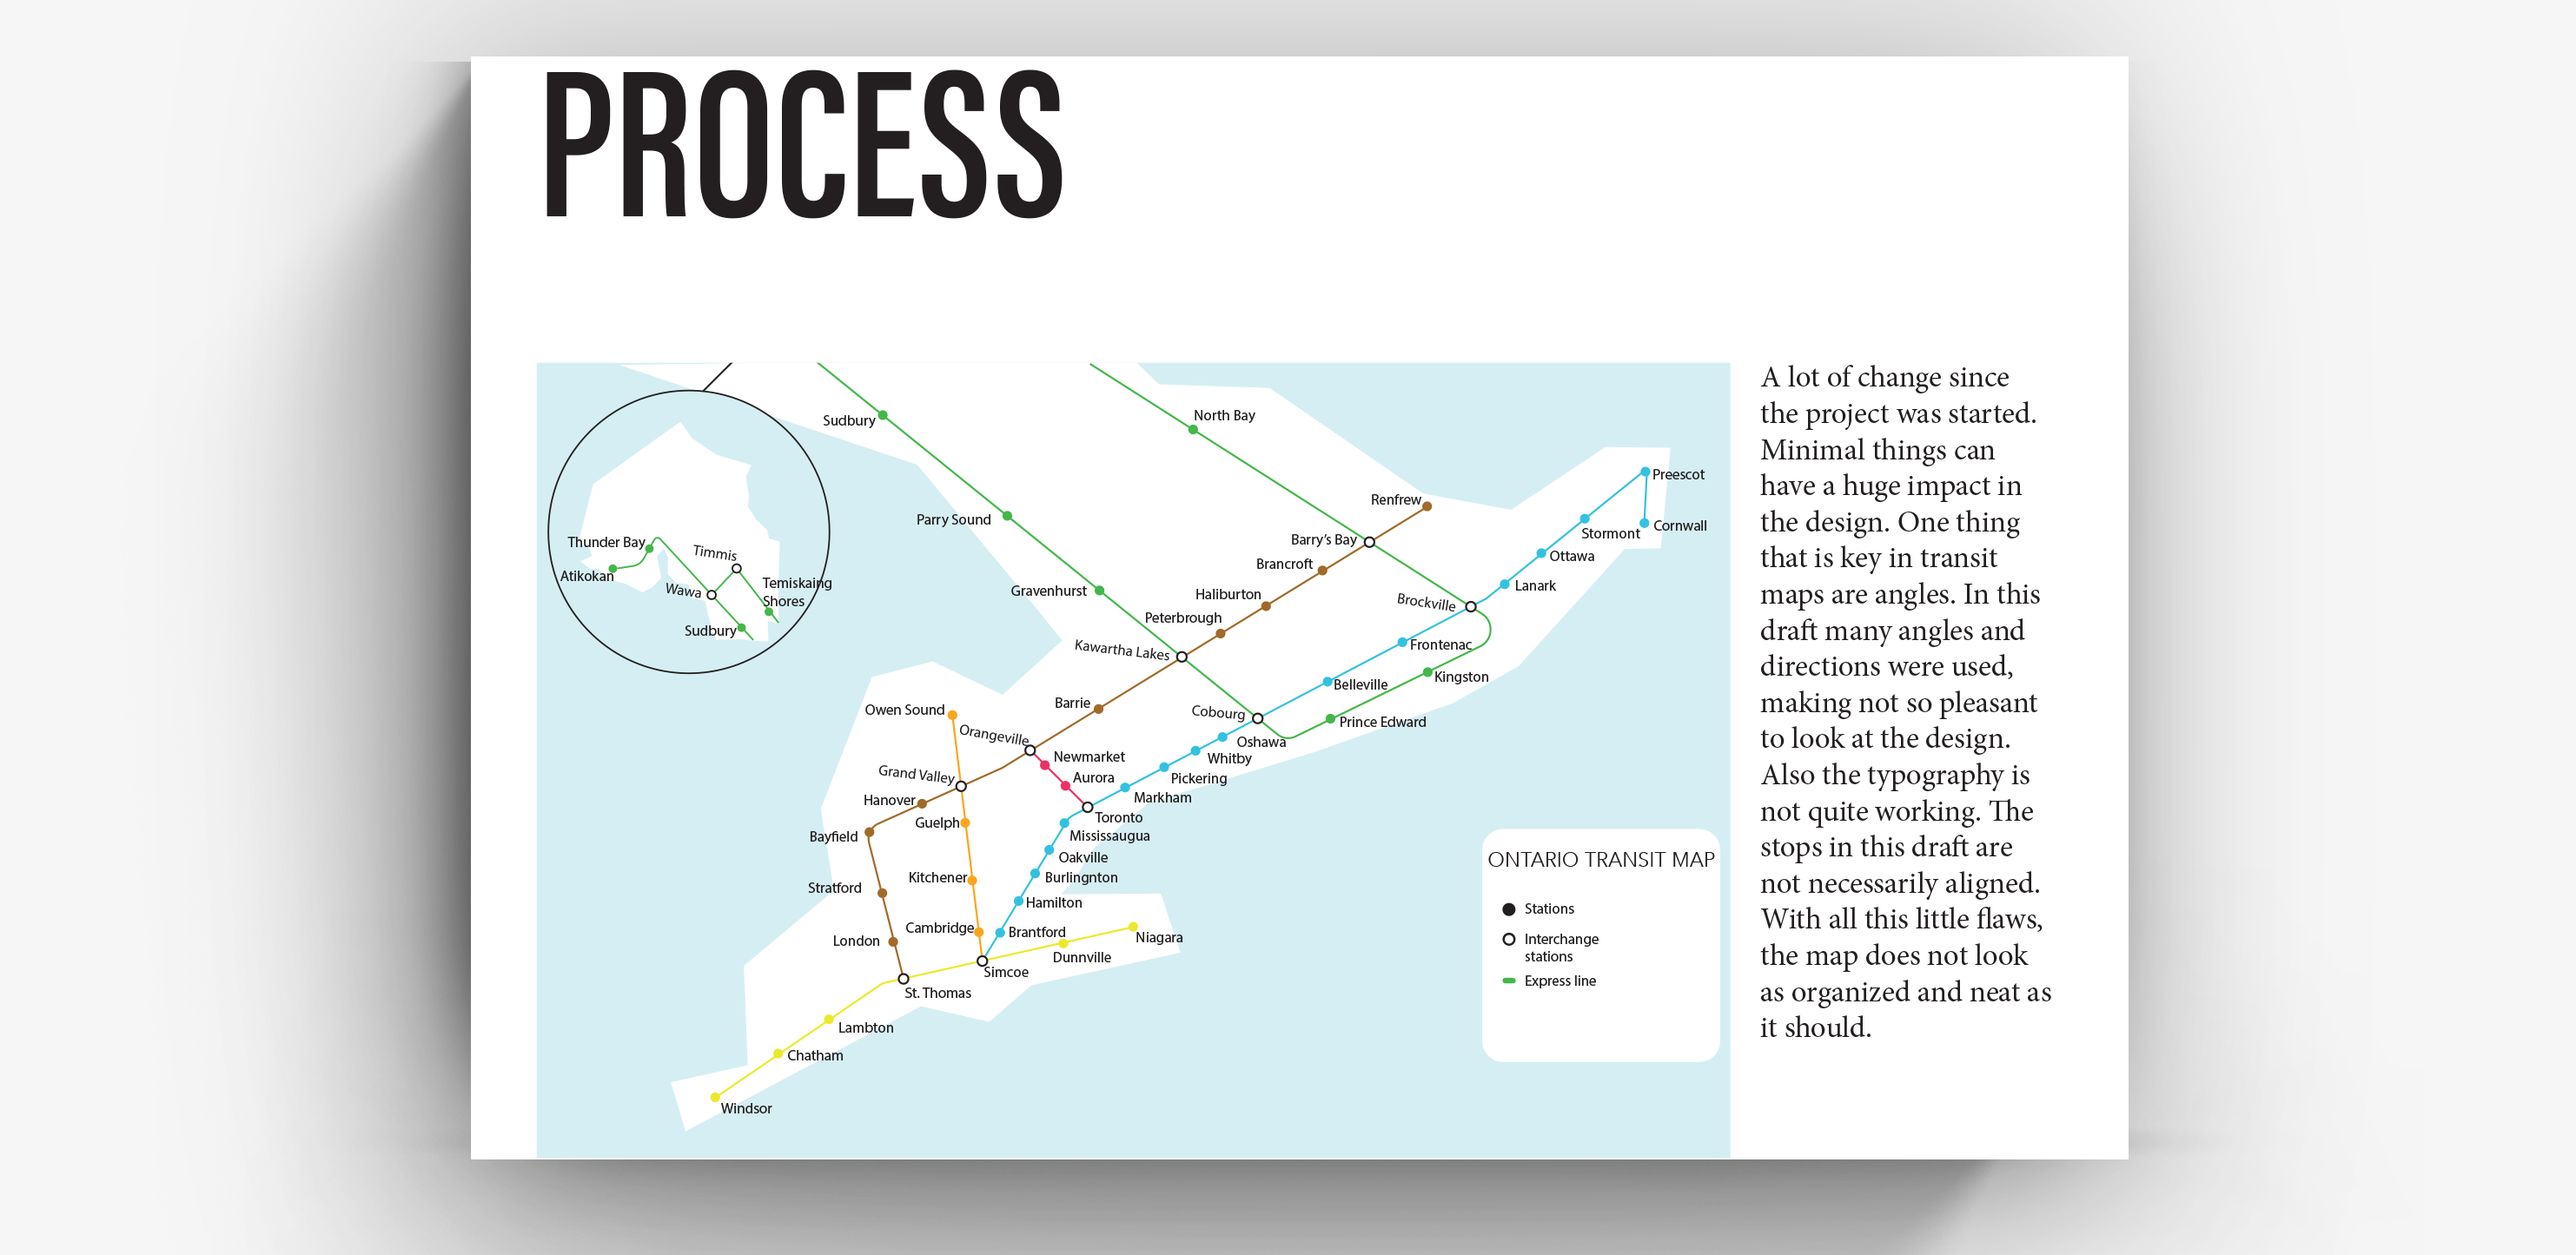 PROCESS
Sudbury
North Bay
Parry Sound
Renfrew
Barry's Bay
Brancroft
Haliburton
Peterbrough
Gravenhurst
Kawartha Lakes
Preescot
Cornwall
Stormont
Ottawa
Lanark
Brockville
Frontenac
Kingston
Belleville
Prince Edward
Cobourg
Oshawa
Whitby
Pickering
Markham
Toronto
Mississaugua
Oakville
Burlingnton
Hamilton
Brantford
Niagara
Dunnville
Simcoe
St. Thomas
Lambton
Chatham
Windsor
Thunder Bay
Atikokan
Timmis
Wawa
Temiskaing
Shores
Sudbury
Owen Sound
Orangeville
Barrie
Newmarket
Aurora
Grand Valley
Hanover
Guelph
Bayfield
Kitchener
Stratford
Cambridge
London
ONTARIO TRANSIT MAP
Stations
Interchange
stations
Express line
A lot of change since
the project was started.
Minimal things can
have a huge impact in
the design. One thing
that is key in transit
maps are angles. In this
draft many angles and
directions were used,
making not so pleasant
to look at the design.
Also the typography is
not quite working. The
stops in this draft are
not necessarily aligned.
With all this little flaws,
the map does not look
as organized and neat as
it should.